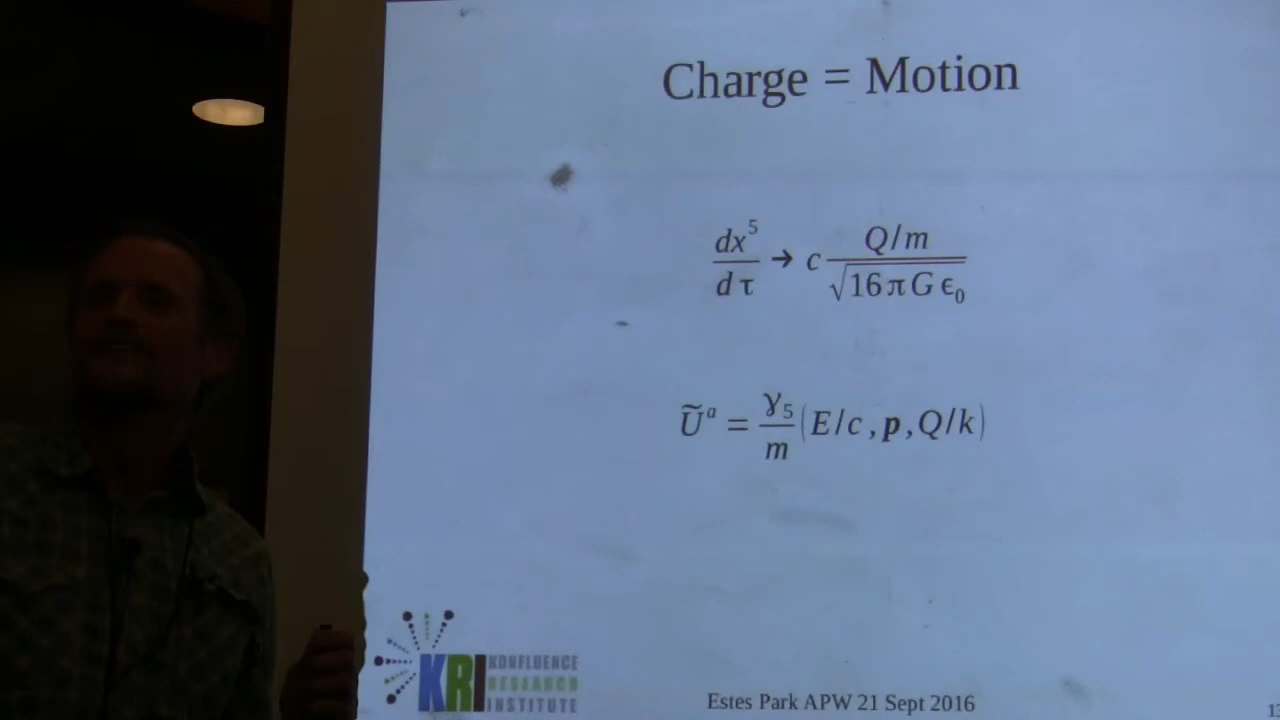 Charge = Motion
dx⁵/dτ → c (Q/m)/√(16πGϵ₀)
Ũᵃ = γ₅/m (E/c, p, Q/k)
KRI KONFLUENCE
RESEARCH
INSTITUTE
Estes Park APW 21 Sept 2016